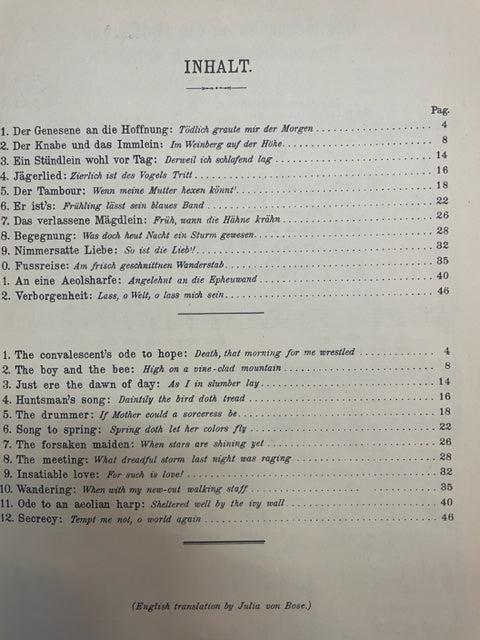 INHALT.
Pag.
1. Der Genesene an die Hoffnung: Tödlich graute mir der Morgen 4
2. Der Knabe und das Immlein: Im Weinberg auf der Höhe 8
3. Ein Stündlein wohl vor Tag: Derweil ich schlafend lag 14
4. Jägerlied: Zierlich ist des Vogels Tritt 16
5. Der Tambour: Wenn meine Mutter hexen könnt' 18
6. Er ist's: Frühling lässt sein blaues Band 22
7. Das verlassene Mägdlein: Früh, wann die Hähne krähn 26
8. Begegnung: Was doch heut Nacht ein Sturm gewesen 28
9. Nimmersatte Liebe: So ist die Lieb'! 32
0. Fussreise: Am frisch geschnittnen Wanderstab 35
1. An eine Aeolsharfe: Angelehnt an die Epheuwand 40
2. Verborgenheit: Lass, o Welt, o lass mich sein 46
1. The convalescent's ode to hope: Death, that morning for me wrestled 4
2. The boy and the bee: High on a vine-clad mountain 8
3. Just ere the dawn of day: As I in slumber lay 14
4. Huntsman's song: Daintily the bird doth tread 16
5. The drummer: If Mother could a sorceress be 18
6. Song to spring: Spring doth let her colors fly 22
7. The forsaken maiden: When stars are shining yet 26
8. The meeting: What dreadful storm last night was raging 28
9. Insatiable love: For such is love! 32
10. Wandering: When with my new-cut walking staff 35
11. Ode to an aeolian harp: Sheltered well by the ivy wall 40
12. Secrecy: Tempt me not, o world again 46
(English translation by Julia von Bose.)